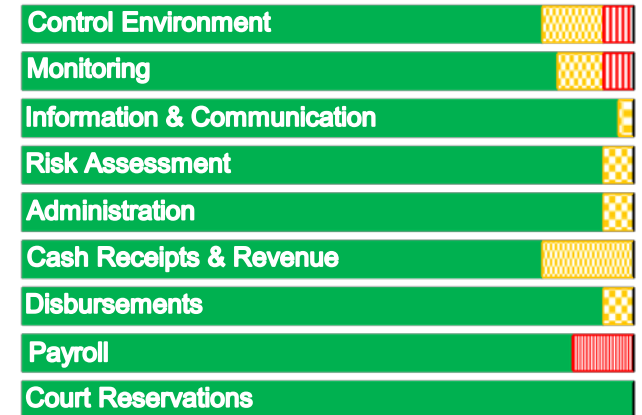 Control Environment
Monitoring
Information & Communication
Risk Assessment
Administration
Cash Receipts & Revenue
Disbursements
Payroll
Court Reservations